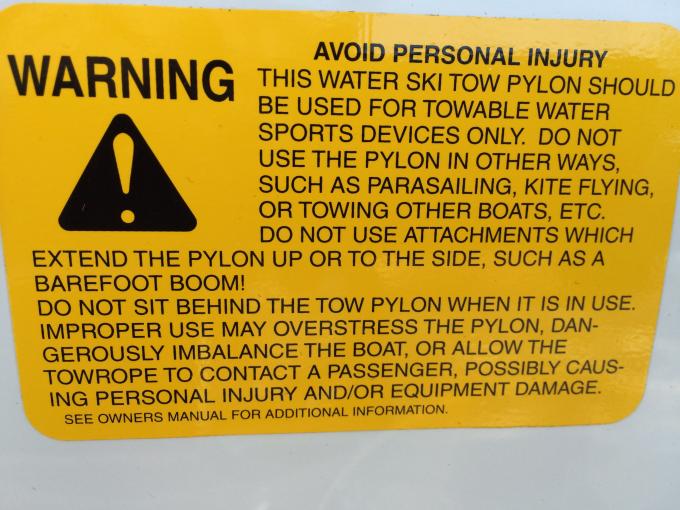 WARNING
AVOID PERSONAL INJURY
THIS WATER SKI TOW PYLON SHOULD
BE USED FOR TOWABLE WATER
SPORTS DEVICES ONLY. DO NOT
USE THE PYLON IN OTHER WAYS,
SUCH AS PARASAILING, KITE FLYING,
OR TOWING OTHER BOATS, ETC.
DO NOT USE ATTACHMENTS WHICH
EXTEND THE PYLON UP OR TO THE SIDE, SUCH AS A
BAREFOOT BOOM!
DO NOT SIT BEHIND THE TOW PYLON WHEN IT IS IN USE.
IMPROPER USE MAY OVERSTRESS THE PYLON, DAN-
GEROUSLY IMBALANCE THE BOAT, OR ALLOW THE
TOWROPE TO CONTACT A PASSENGER, POSSIBLY CAUS-
ING PERSONAL INJURY AND/OR EQUIPMENT DAMAGE.
SEE OWNERS MANUAL FOR ADDITIONAL INFORMATION.